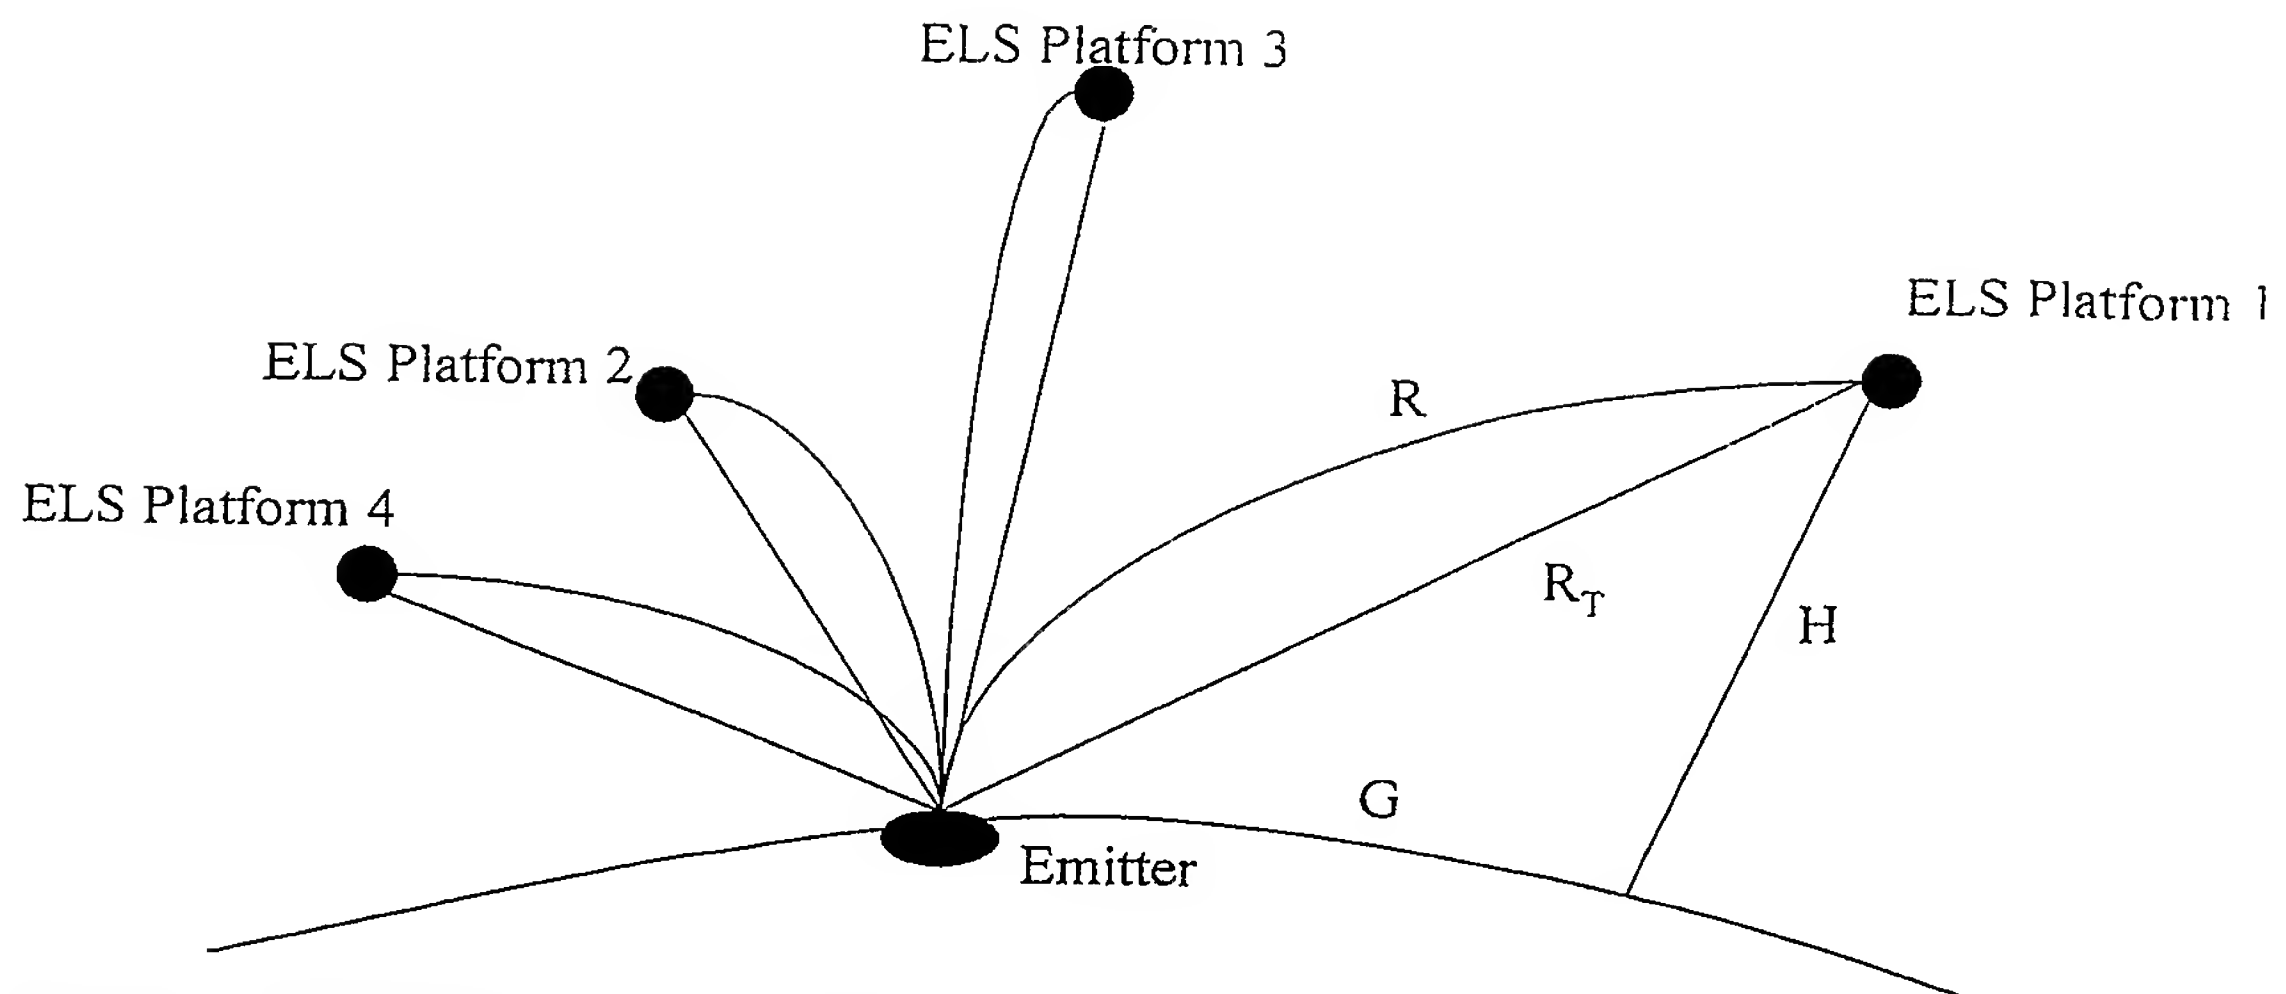 ELS Platform 3
ELS Platform 1
ELS Platform 2
R
ELS Platform 4
R_T
H
G
Emitter